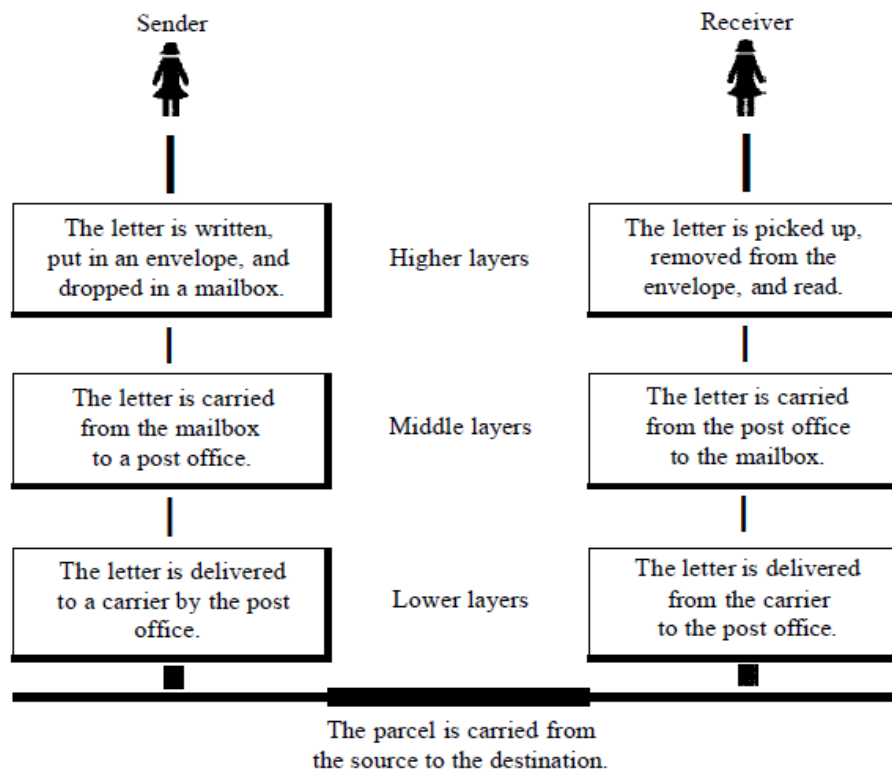 Sender
Receiver
The letter is written,
put in an envelope, and
dropped in a mailbox.
Higher layers
The letter is picked up,
removed from the
envelope, and read.
The letter is carried
from the mailbox
to a post office.
Middle layers
The letter is carried
from the post office
to the mailbox.
The letter is delivered
to a carrier by the post
office.
Lower layers
The letter is delivered
from the carrier
to the post office.
The parcel is carried from
the source to the destination.